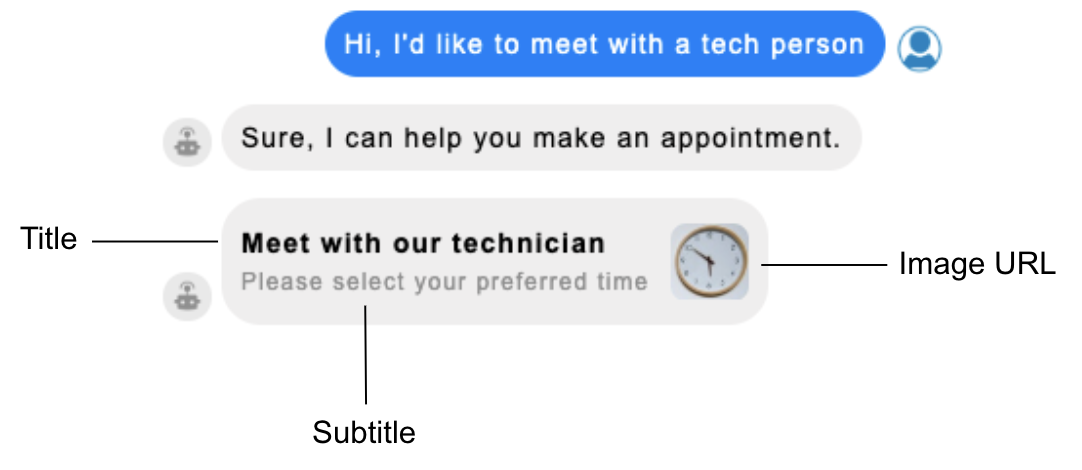 Hi, I'd like to meet with a tech person
Sure, I can help you make an appointment.
Title
Meet with our technician
Please select your preferred time
Image URL
Subtitle